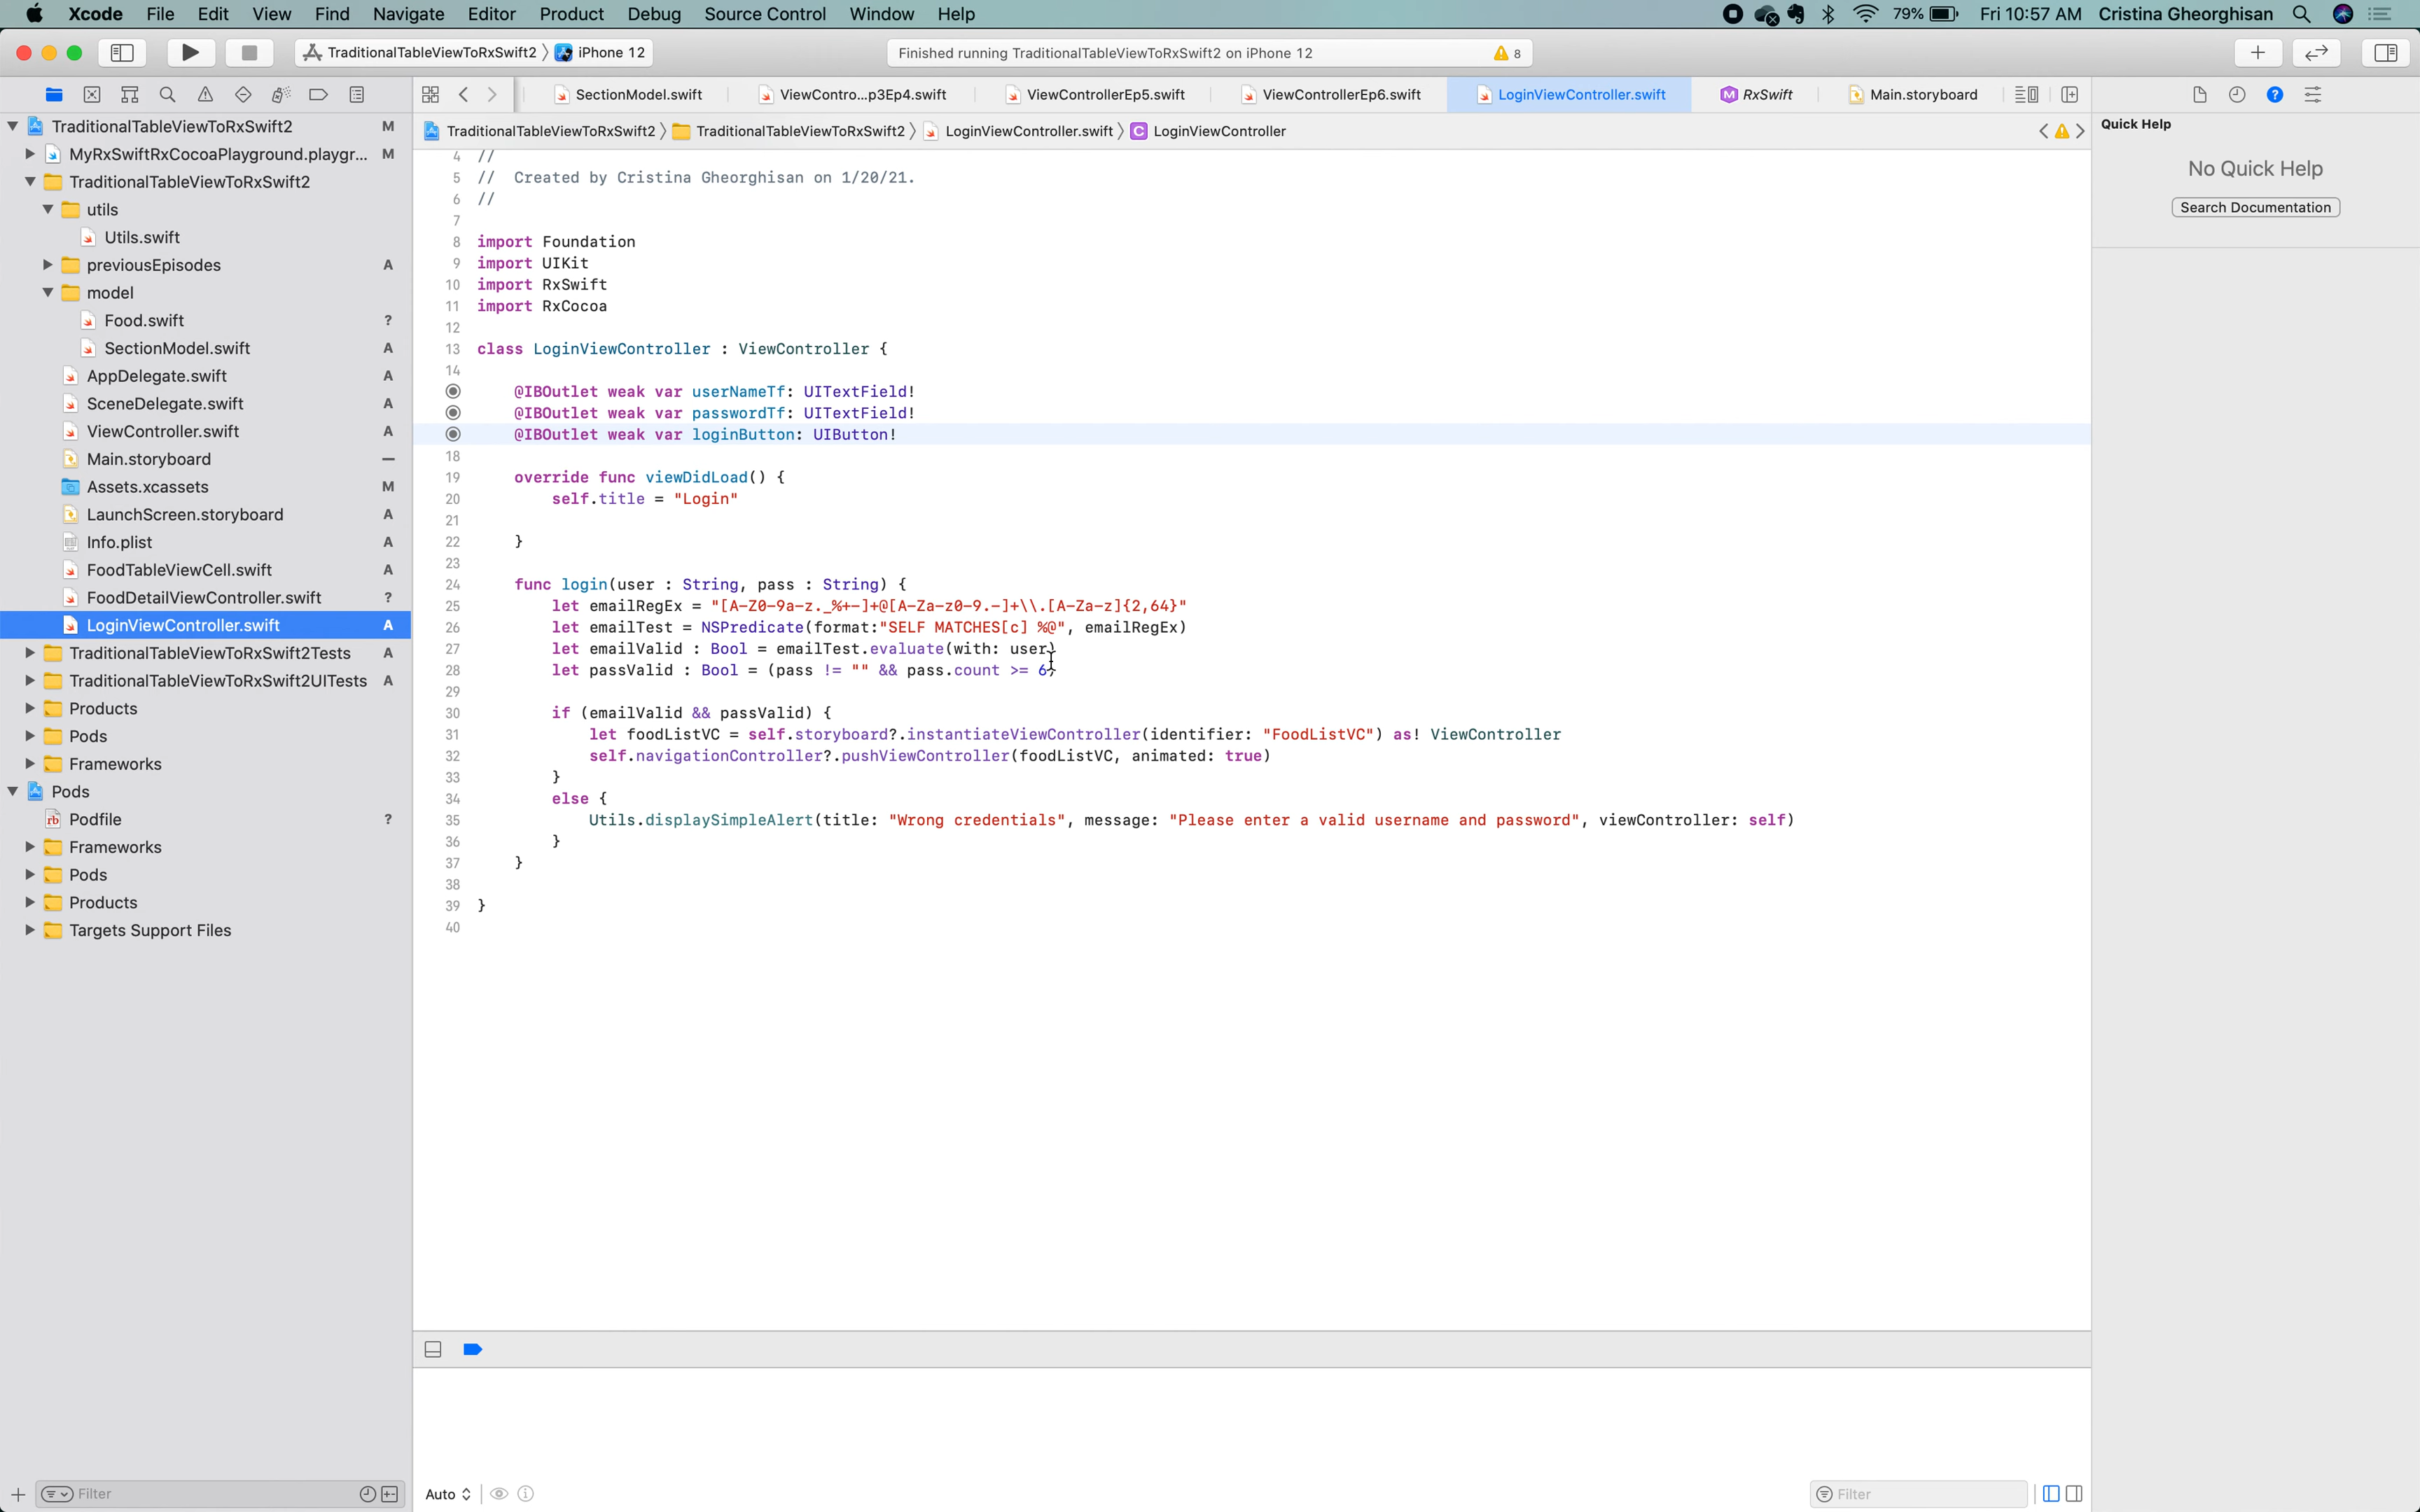 Xcode File Edit View Find Navigate Editor Product Debug Source Control Window Help 79% Fri 10:57 AM Cristina Gheorghisan
TraditionalTableViewToRxSwift2 〉 iPhone 12 Finished running TraditionalTableViewToRxSwift2 on iPhone 12 8
SectionModel.swift ViewContro...p3Ep4.swift ViewControllerEp5.swift ViewControllerEp6.swift LoginViewController.swift RxSwift Main.storyboard
TraditionalTableViewToRxSwift2 〉 TraditionalTableViewToRxSwift2 〉 LoginViewController.swift 〉 C LoginViewController
TraditionalTableViewToRxSwift2 M
MyRxSwiftRxCocoaPlayground.playgr... M
TraditionalTableViewToRxSwift2
utils
Utils.swift
previousEpisodes A
model
Food.swift ?
SectionModel.swift A
AppDelegate.swift A
SceneDelegate.swift A
ViewController.swift A
Main.storyboard —
Assets.xcassets M
LaunchScreen.storyboard A
Info.plist A
FoodTableViewCell.swift A
FoodDetailViewController.swift ?
LoginViewController.swift A
TraditionalTableViewToRxSwift2Tests A
TraditionalTableViewToRxSwift2UITests A
Products
Pods
Frameworks
Pods
Podfile ?
Frameworks
Pods
Products
Targets Support Files
Filter
4 //
5 // Created by Cristina Gheorghisan on 1/20/21.
6 //
7
8 import Foundation
9 import UIKit
10 import RxSwift
11 import RxCocoa
12
13 class LoginViewController : ViewController {
14
@IBOutlet weak var userNameTf: UITextField!
@IBOutlet weak var passwordTf: UITextField!
@IBOutlet weak var loginButton: UIButton!
18
19 override func viewDidLoad() {
20 self.title = "Login"
21
22 }
23
24 func login(user : String, pass : String) {
25 let emailRegEx = "[A-Z0-9a-z._%+-]+@[A-Za-z0-9.-]+\\.[A-Za-z]{2,64}"
26 let emailTest = NSPredicate(format:"SELF MATCHES[c] %@", emailRegEx)
27 let emailValid : Bool = emailTest.evaluate(with: user)
28 let passValid : Bool = (pass != "" && pass.count >= 6)
29
30 if (emailValid && passValid) {
31 let foodListVC = self.storyboard?.instantiateViewController(identifier: "FoodListVC") as! ViewController
32 self.navigationController?.pushViewController(foodListVC, animated: true)
33 }
34 else {
35 Utils.displaySimpleAlert(title: "Wrong credentials", message: "Please enter a valid username and password", viewController: self)
36 }
37 }
38
39 }
40
Auto
Filter
Quick Help
No Quick Help
Search Documentation